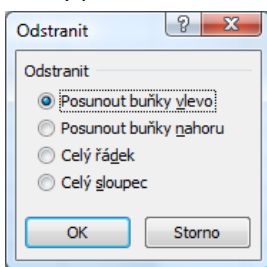 Odstranit
Odstranit
Posunout buňky vlevo
Posunout buňky nahoru
Celý řádek
Celý sloupec
OK
Storno